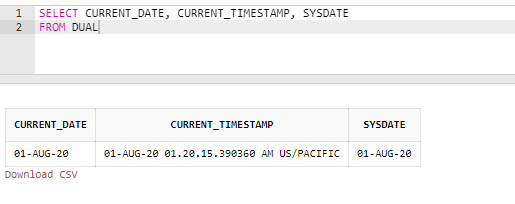 1 SELECT CURRENT_DATE, CURRENT_TIMESTAMP, SYSDATE
2 FROM DUAL
CURRENT_DATE CURRENT_TIMESTAMP SYSDATE
01-AUG-20 01-AUG-20 01.20.15.390360 AM US/PACIFIC 01-AUG-20
Download CSV